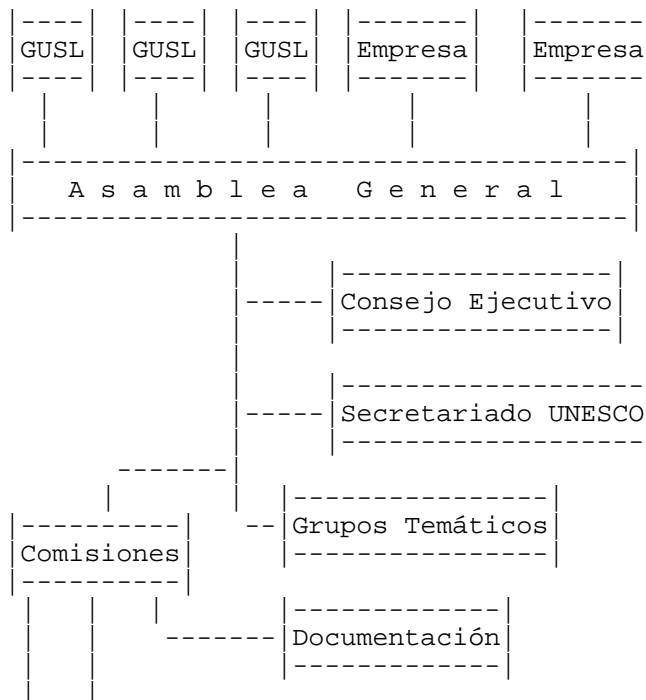 GUSL GUSL GUSL Empresa Empresa
A s a m b l e a G e n e r a l
Consejo Ejecutivo
Secretariado UNESCO
Grupos Temáticos
Comisiones
Documentación